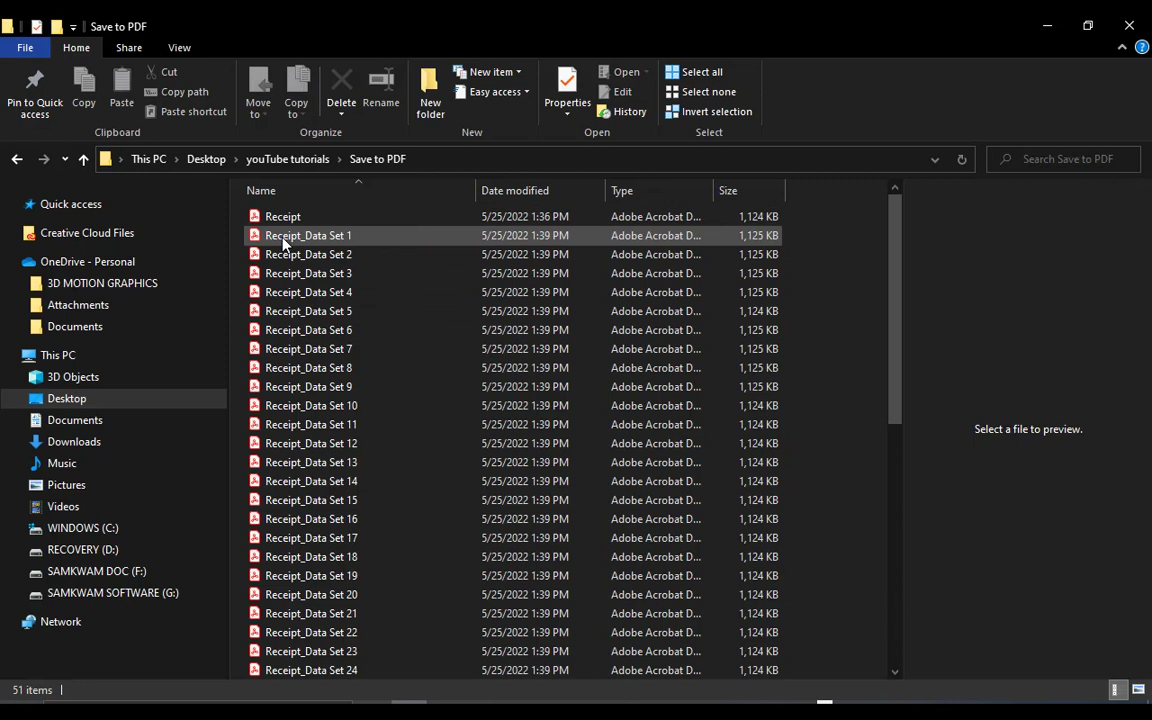 Save to PDF
File Home Share View
Pin to Quick access
Copy
Paste
Cut
Copy path
Paste shortcut
Clipboard
Move to
Copy to
Delete
Rename
Organize
New folder
New item
Easy access
New
Properties
Open
Edit
History
Open
Select all
Select none
Invert selection
Select
This PC Desktop youTube tutorials Save to PDF
Search Save to PDF
Quick access
Creative Cloud Files
OneDrive - Personal
3D MOTION GRAPHICS
Attachments
Documents
This PC
3D Objects
Desktop
Documents
Downloads
Music
Pictures
Videos
WINDOWS (C:)
RECOVERY (D:)
SAMKWAM DOC (F:)
SAMKWAM SOFTWARE (G:)
Network
Name Date modified Type Size
Receipt 5/25/2022 1:36 PM Adobe Acrobat D... 1,124 KB
Receipt_Data Set 1 5/25/2022 1:39 PM Adobe Acrobat D... 1,125 KB
Receipt_Data Set 2 5/25/2022 1:39 PM Adobe Acrobat D... 1,125 KB
Receipt_Data Set 3 5/25/2022 1:39 PM Adobe Acrobat D... 1,125 KB
Receipt_Data Set 4 5/25/2022 1:39 PM Adobe Acrobat D... 1,125 KB
Receipt_Data Set 5 5/25/2022 1:39 PM Adobe Acrobat D... 1,124 KB
Receipt_Data Set 6 5/25/2022 1:39 PM Adobe Acrobat D... 1,125 KB
Receipt_Data Set 7 5/25/2022 1:39 PM Adobe Acrobat D... 1,125 KB
Receipt_Data Set 8 5/25/2022 1:39 PM Adobe Acrobat D... 1,124 KB
Receipt_Data Set 9 5/25/2022 1:39 PM Adobe Acrobat D... 1,124 KB
Receipt_Data Set 10 5/25/2022 1:39 PM Adobe Acrobat D... 1,124 KB
Receipt_Data Set 11 5/25/2022 1:39 PM Adobe Acrobat D... 1,124 KB
Receipt_Data Set 12 5/25/2022 1:39 PM Adobe Acrobat D... 1,124 KB
Receipt_Data Set 13 5/25/2022 1:39 PM Adobe Acrobat D... 1,124 KB
Receipt_Data Set 14 5/25/2022 1:39 PM Adobe Acrobat D... 1,124 KB
Receipt_Data Set 15 5/25/2022 1:39 PM Adobe Acrobat D... 1,124 KB
Receipt_Data Set 16 5/25/2022 1:39 PM Adobe Acrobat D... 1,124 KB
Receipt_Data Set 17 5/25/2022 1:39 PM Adobe Acrobat D... 1,124 KB
Receipt_Data Set 18 5/25/2022 1:39 PM Adobe Acrobat D... 1,124 KB
Receipt_Data Set 19 5/25/2022 1:39 PM Adobe Acrobat D... 1,124 KB
Receipt_Data Set 20 5/25/2022 1:39 PM Adobe Acrobat D... 1,124 KB
Receipt_Data Set 21 5/25/2022 1:39 PM Adobe Acrobat D... 1,124 KB
Receipt_Data Set 22 5/25/2022 1:39 PM Adobe Acrobat D... 1,124 KB
Receipt_Data Set 23 5/25/2022 1:39 PM Adobe Acrobat D... 1,124 KB
Receipt_Data Set 24 5/25/2022 1:39 PM Adobe Acrobat D... 1,124 KB
Select a file to preview.
51 items